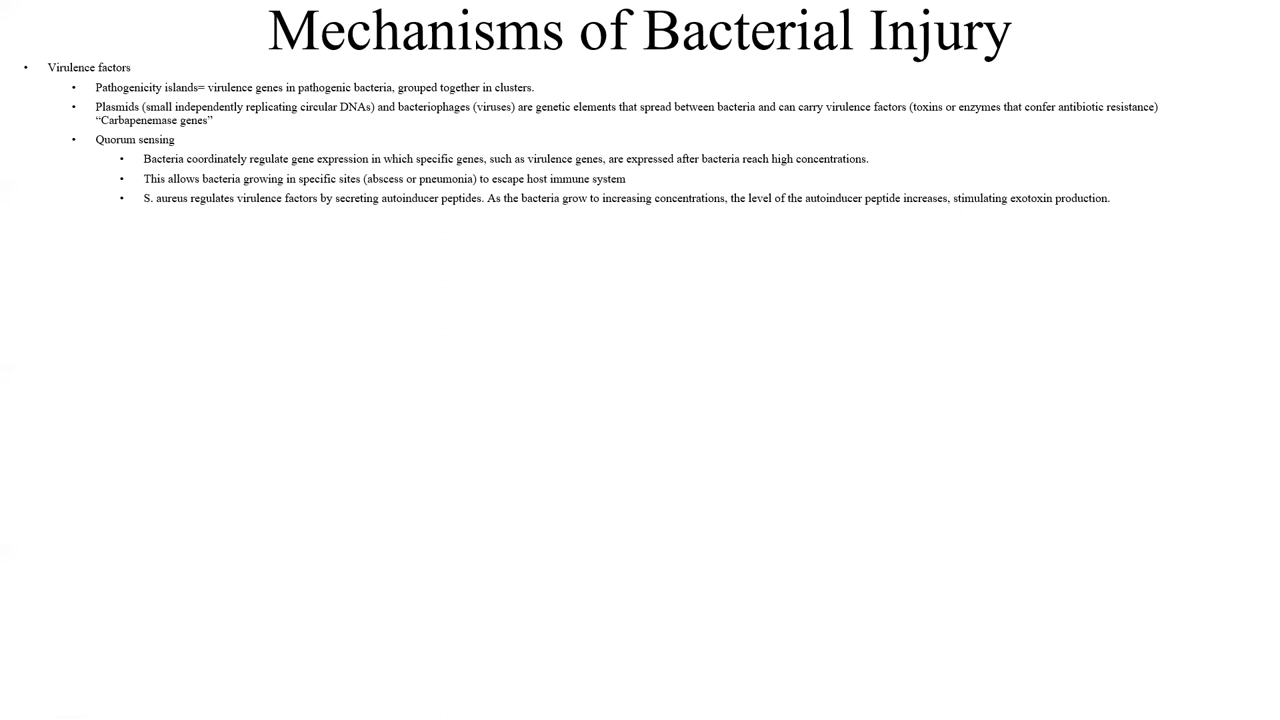 Mechanisms of Bacterial Injury
• Virulence factors
• Pathogenicity islands= virulence genes in pathogenic bacteria, grouped together in clusters.
• Plasmids (small independently replicating circular DNAs) and bacteriophages (viruses) are genetic elements that spread between bacteria and can carry virulence factors (toxins or enzymes that confer antibiotic resistance)
“Carbapenemase genes”
• Quorum sensing
• Bacteria coordinately regulate gene expression in which specific genes, such as virulence genes, are expressed after bacteria reach high concentrations.
• This allows bacteria growing in specific sites (abscess or pneumonia) to escape host immune system
• S. aureus regulates virulence factors by secreting autoinducer peptides. As the bacteria grow to increasing concentrations, the level of the autoinducer peptide increases, stimulating exotoxin production.